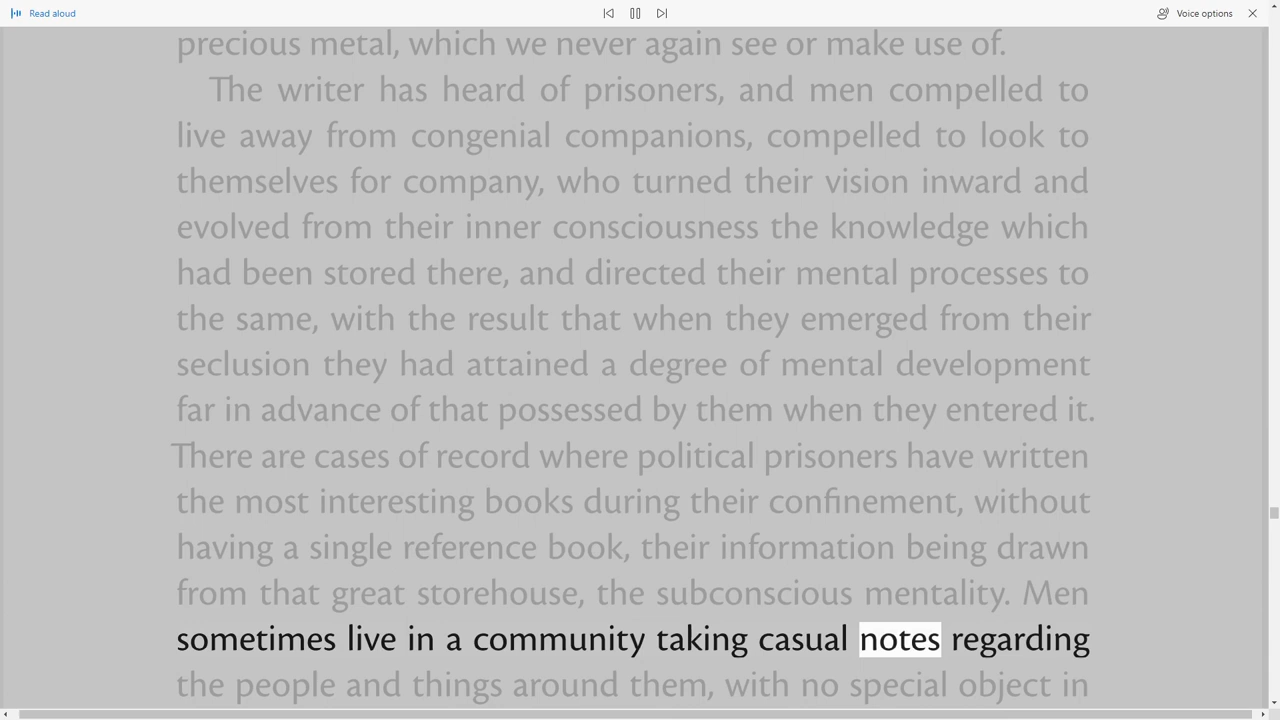 Read aloud
Voice options
precious metal, which we never again see or make use of.
The writer has heard of prisoners, and men compelled to
live away from congenial companions, compelled to look to
themselves for company, who turned their vision inward and
evolved from their inner consciousness the knowledge which
had been stored there, and directed their mental processes to
the same, with the result that when they emerged from their
seclusion they had attained a degree of mental development
far in advance of that possessed by them when they entered it.
There are cases of record where political prisoners have written
the most interesting books during their confinement, without
having a single reference book, their information being drawn
from that great storehouse, the subconscious mentality. Men
sometimes live in a community taking casual notes regarding
the people and things around them, with no special object in